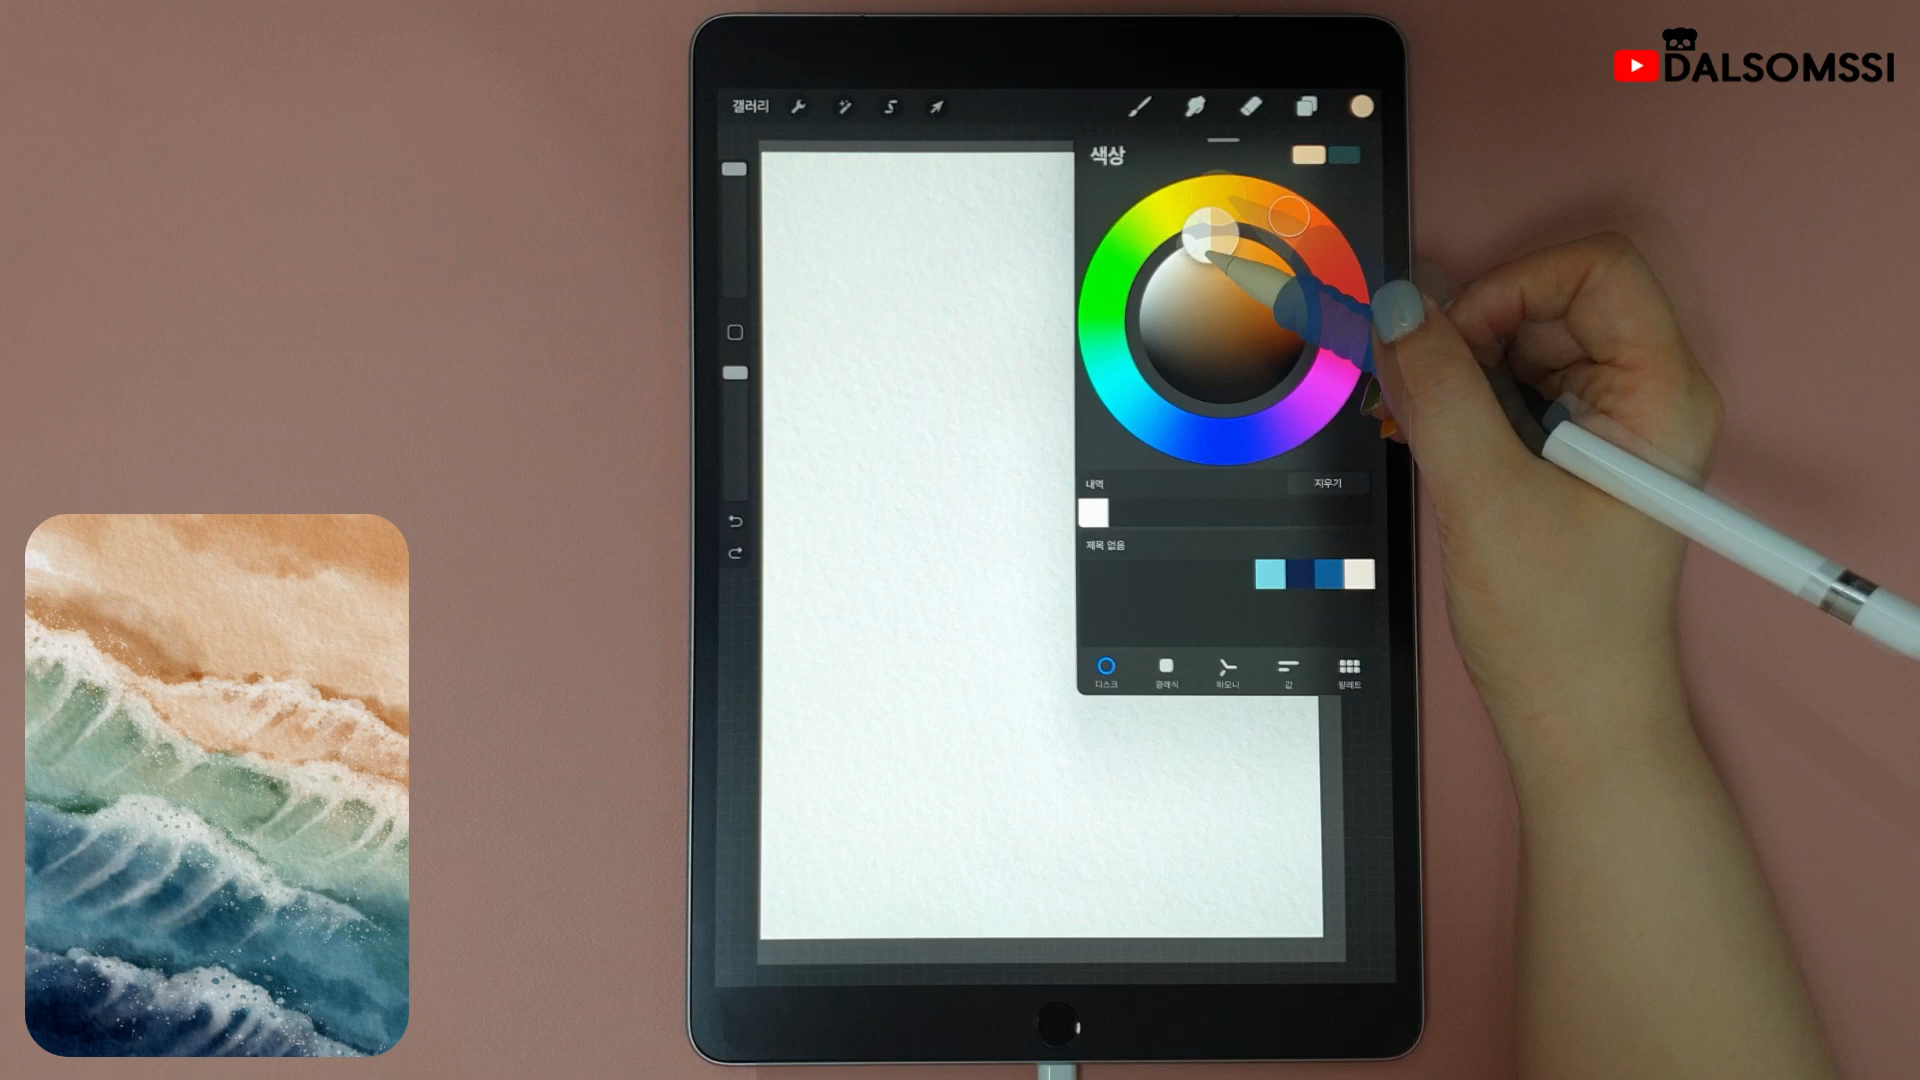 DALSOMSSI
갤러리
색상
내역
지우기
제목 없음
디스크
클래식
하모니
값
팔레트